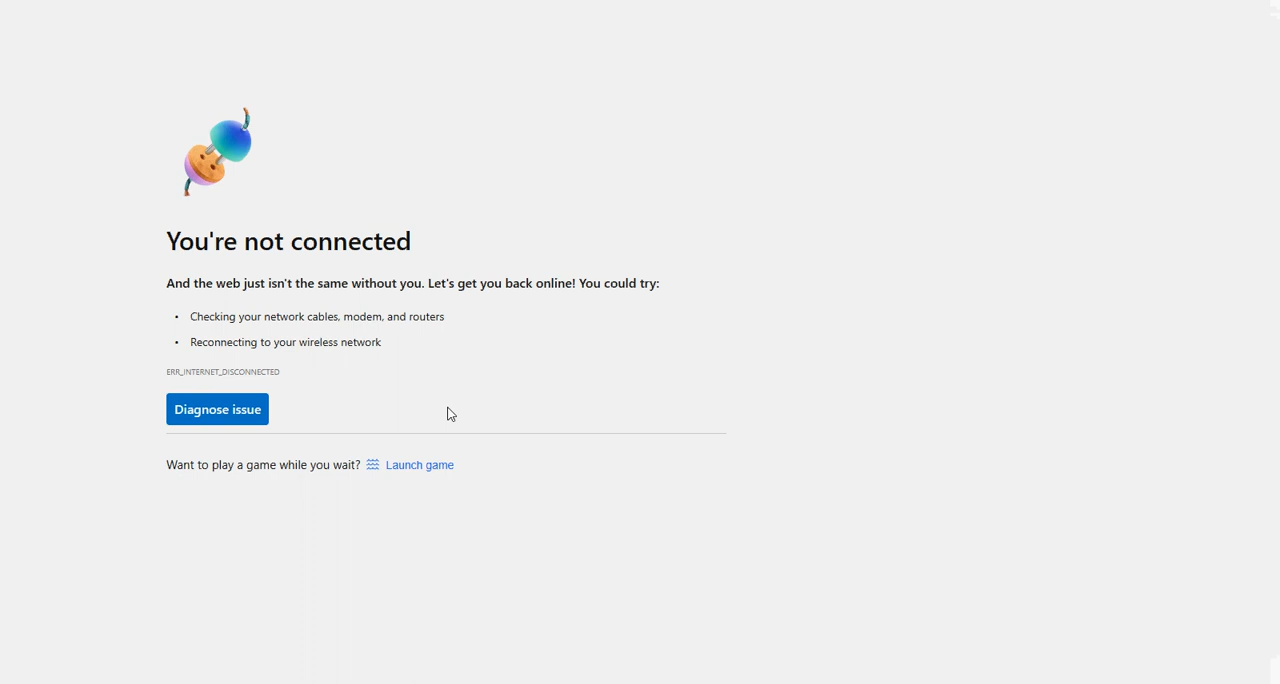 You're not connected
And the web just isn't the same without you. Let's get you back online! You could try:
• Checking your network cables, modem, and routers
• Reconnecting to your wireless network
ERR_INTERNET_DISCONNECTED
Diagnose issue
Want to play a game while you wait? Launch game